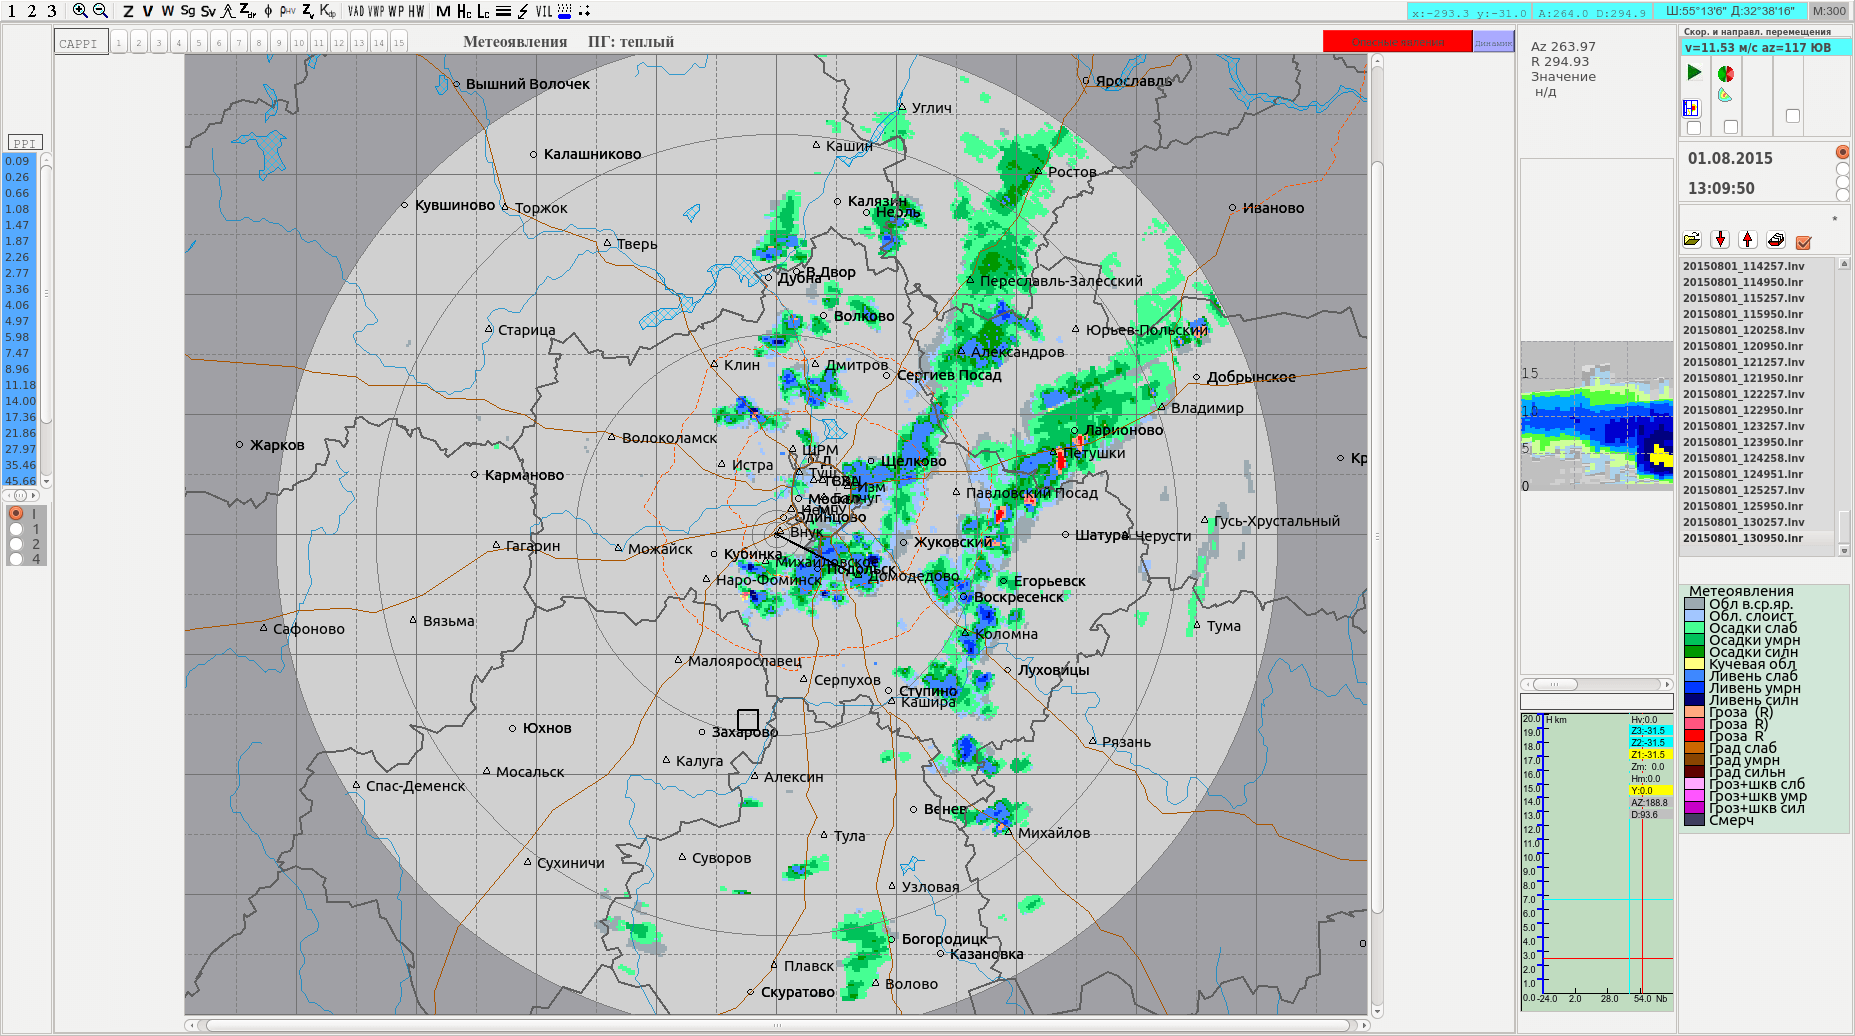 1 2 3 Z V W Sg Sv Zdr ϕ ρHV Zv Kdp VAD VWP WP HW M Hc Lc VIL
x:-293.3 y:-31.0 A:264.0 D:294.9 Ш:55°13'6" Д:32°38'16" М:300
CAPPI 1 2 3 4 5 6 7 8 9 10 11 12 13 14 15 Метеоявления ПГ: теплый
PPI
0.09
0.26
0.66
1.08
1.47
1.87
2.26
2.77
3.36
4.06
4.97
5.98
7.47
8.96
11.18
14.00
17.36
21.86
27.97
35.46
45.66
I
1
2
4
Вышний Волочек
Ярославль
Углич
Кашин
Калашниково
Ростов
Кувшиново
Торжок
Калязин
Нерль
Иваново
Тверь
В.Двор
Дубна
Переславль-Залесский
Волково
Старица
Юрьев-Польский
Александров
Клин
Дмитров
Сергиев Посад
Добрынское
Владимир
Ларионово
Волоколамск
Жарков
ШРМ
Петушки
Щелково
Кр
Истра
Карманово
Изм
Павловский Посад
Одинцово
Гусь-Хрустальный
Внук
Шатура
Черусти
Гагарин
Можайск
Кубинка
Жуковский
Михайловское
Подольск
Наро-Фоминск
Домодедово
Егорьевск
Воскресенск
Вязьма
Сафоново
Коломна
Тума
Малоярославец
Серпухов
Луховицы
Ступино
Кашира
Юхнов
Захарово
Рязань
Калуга
Мосальск
Алексин
Спас-Деменск
Венев
Тула
Михайлов
Суворов
Сухиничи
Узловая
Богородицк
Казановка
Плавск
Волово
Скуратово
Az 263.97
R 294.93
Значение
н/д
15
5
0
20.0 H km Hv:0.0
19.0 Z3:-31.5
18.0 Z2:-31.5
17.0 Z1:-31.5
16.0 Zm: 0.0
15.0 Hm:0.0
14.0 Y:0.0
13.0 AZ:188.8
12.0 D:93.6
11.0
10.0
9.0
8.0
7.0
6.0
5.0
4.0
3.0
2.0
1.0
0.0 -24.0 2.0 28.0 54.0 Nb
Скор. и направл. перемещения
v=11.53 м/с az=117 ЮВ
01.08.2015
13:09:50
*
20150801_114257.lnv
20150801_114950.lnr
20150801_115257.lnv
20150801_115950.lnr
20150801_120258.lnv
20150801_120950.lnr
20150801_121257.lnv
20150801_121950.lnr
20150801_122257.lnv
20150801_122950.lnr
20150801_123257.lnv
20150801_123950.lnr
20150801_124258.lnv
20150801_124951.lnr
20150801_125257.lnv
20150801_125950.lnr
20150801_130257.lnv
20150801_130950.lnr
Метеоявления
Обл в.ср.яр.
Обл. слоист
Осадки слаб
Осадки умрн
Осадки силн
Кучевая обл
Ливень слаб
Ливень умрн
Ливень силн
Гроза (R)
Гроза R)
Гроза R
Град слаб
Град умрн
Град сильн
Гроз+шкв слб
Гроз+шкв умр
Гроз+шкв сил
Смерч